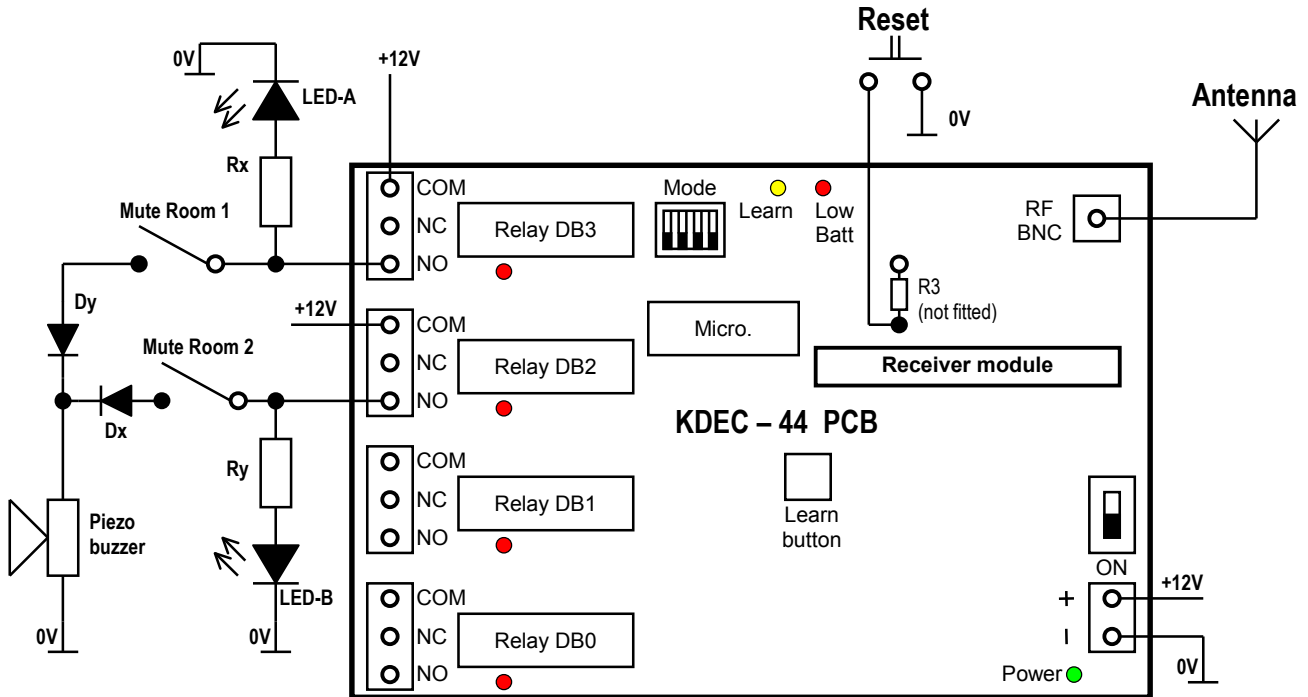 Reset
0V
+12V
LED-A
0V
Antenna
Rx
COM
Mode
Learn
Low
Batt
RF
BNC
Mute Room 1
NC
Relay DB3
NO
R3
(not fitted)
Dy
+12V
COM
Micro.
Mute Room 2
NC
Relay DB2
Receiver module
NO
Dx
KDEC – 44 PCB
COM
Ry
NC
Relay DB1
Learn
button
Piezo
buzzer
NO
ON
LED-B
COM
+
+12V
0V
0V
NC
Relay DB0
–
NO
Power
0V